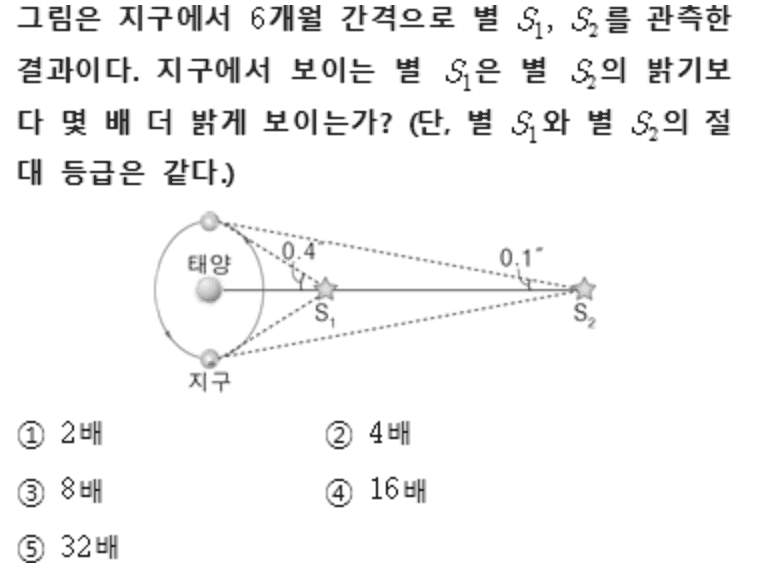 그림은 지구에서 6개월 간격으로 별 S₁, S₂를 관측한
결과이다. 지구에서 보이는 별 S₁은 별 S₂의 밝기보
다 몇 배 더 밝게 보이는가? (단, 별 S₁와 별 S₂의 절
대 등급은 같다.)
태양
0.4″
0.1″
S₁
S₂
지구
① 2배
② 4배
③ 8배
④ 16배
⑤ 32배